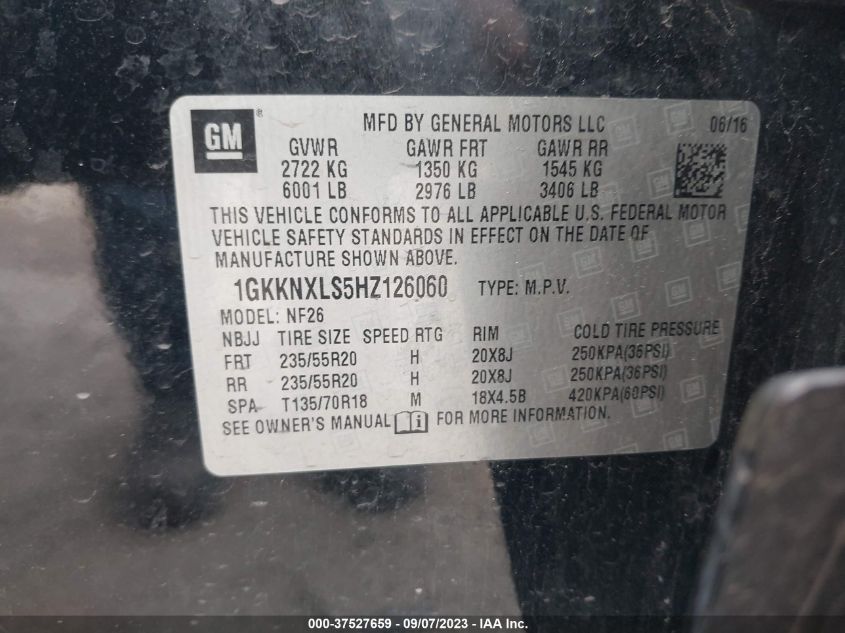 GM ® MFD BY GENERAL MOTORS LLC 06/16
GVWR GAWR FRT GAWR RR
2722 KG 1350 KG 1545 KG
6001 LB 2976 LB 3406 LB
THIS VEHICLE CONFORMS TO ALL APPLICABLE U.S. FEDERAL MOTOR
VEHICLE SAFETY STANDARDS IN EFFECT ON THE DATE OF
MANUFACTURE SHOWN ABOVE.
1GKKNXLS5HZ126060 TYPE: M.P.V.
MODEL: NF26
NBJJ TIRE SIZE SPEED RTG RIM COLD TIRE PRESSURE
FRT 235/55R20 H 20X8J 250KPA(36PSI)
RR 235/55R20 H 20X8J 250KPA(36PSI)
SPA T135/70R18 M 18X4.5B 420KPA(60PSI)
SEE OWNER'S MANUAL FOR MORE INFORMATION.
000-37527659 - 09/07/2023 - IAA Inc.